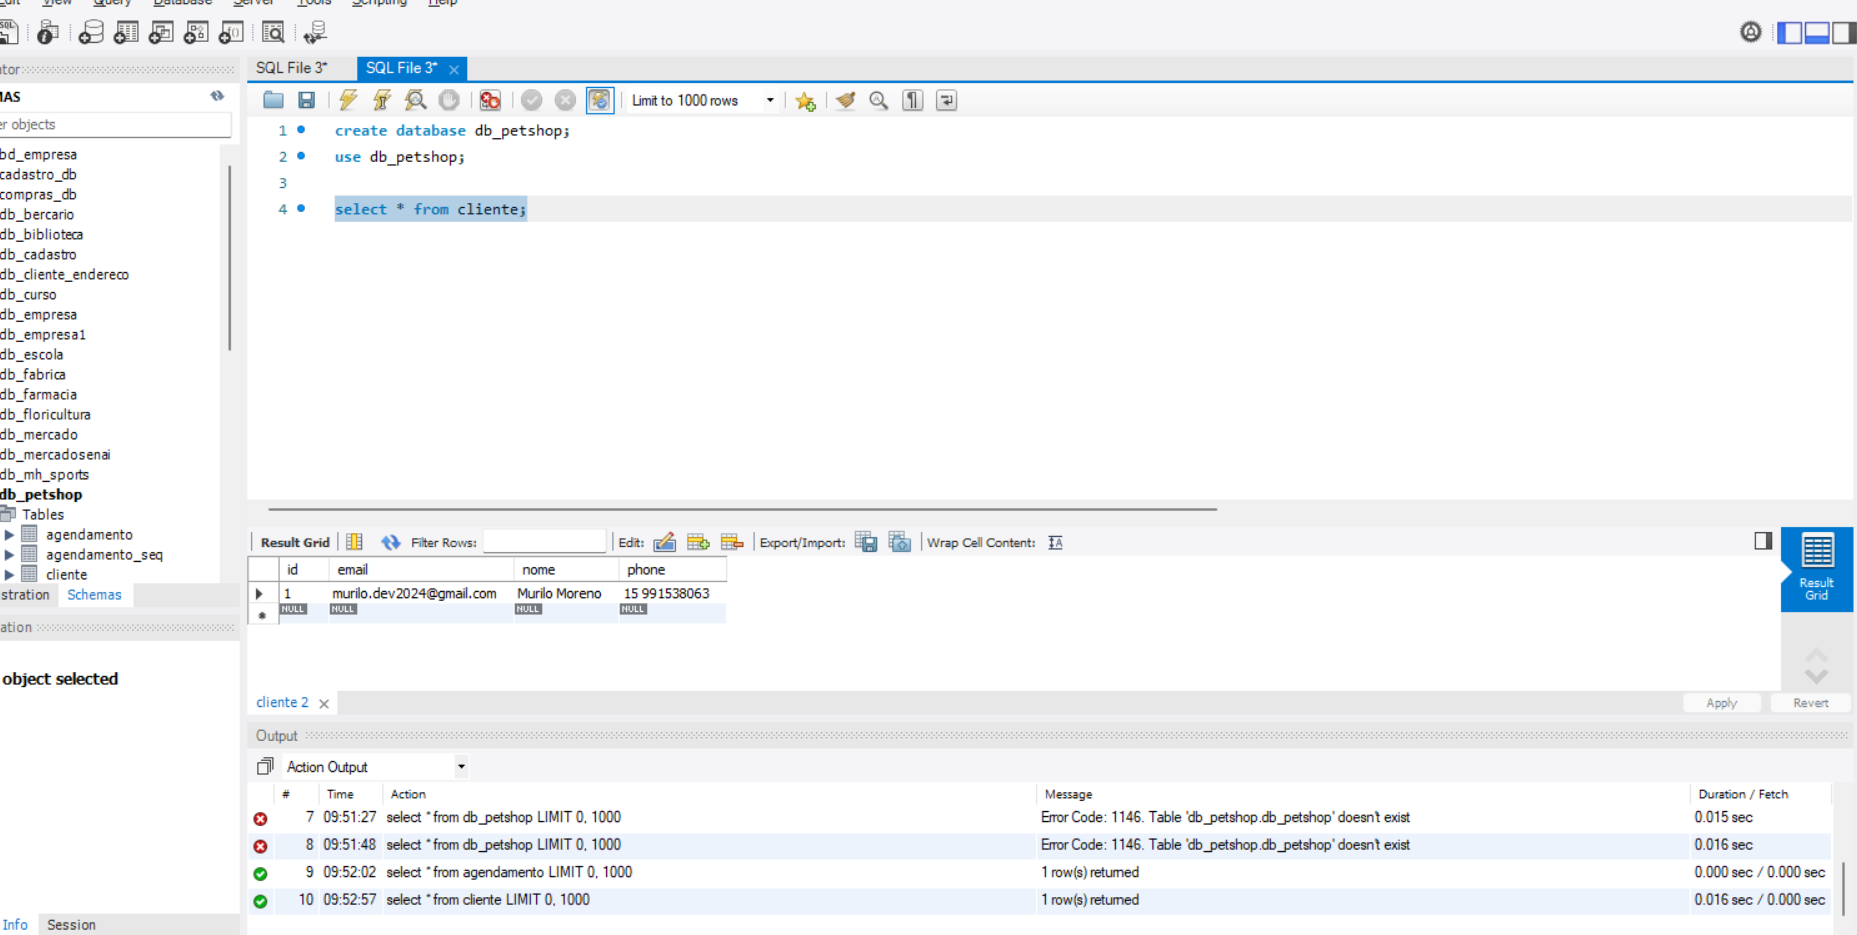 View Query Database Server Tools Scripting Help
SQL File 3* SQL File 3*
Limit to 1000 rows
1 create database db_petshop;
2 use db_petshop;
3
4 select * from cliente;
bd_empresa
cadastro_db
compras_db
db_bercario
db_biblioteca
db_cadastro
db_cliente_endereco
db_curso
db_empresa
db_empresa1
db_escola
db_fabrica
db_farmacia
db_floricultura
db_mercado
db_mercadosenai
db_mh_sports
db_petshop
Tables
agendamento
agendamento_seq
cliente
stration Schemas
ation
object selected
Info Session
Result Grid Filter Rows: Edit: Export/Import: Wrap Cell Content:
id email nome phone
1 murilo.dev2024@gmail.com Murilo Moreno 15 991538063
NULL NULL NULL NULL
Result
Grid
cliente 2 Apply Revert
Output
Action Output
# Time Action Message Duration / Fetch
7 09:51:27 select * from db_petshop LIMIT 0, 1000 Error Code: 1146. Table 'db_petshop.db_petshop' doesn't exist 0.015 sec
8 09:51:48 select * from db_petshop LIMIT 0, 1000 Error Code: 1146. Table 'db_petshop.db_petshop' doesn't exist 0.016 sec
9 09:52:02 select * from agendamento LIMIT 0, 1000 1 row(s) returned 0.000 sec / 0.000 sec
10 09:52:57 select * from cliente LIMIT 0, 1000 1 row(s) returned 0.016 sec / 0.000 sec